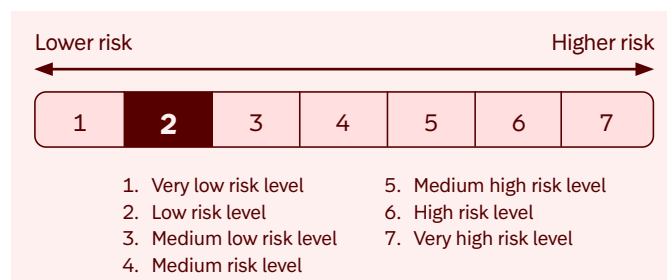 Lower risk Higher risk
1 2 3 4 5 6 7
1. Very low risk level
2. Low risk level
3. Medium low risk level
4. Medium risk level
5. Medium high risk level
6. High risk level
7. Very high risk level